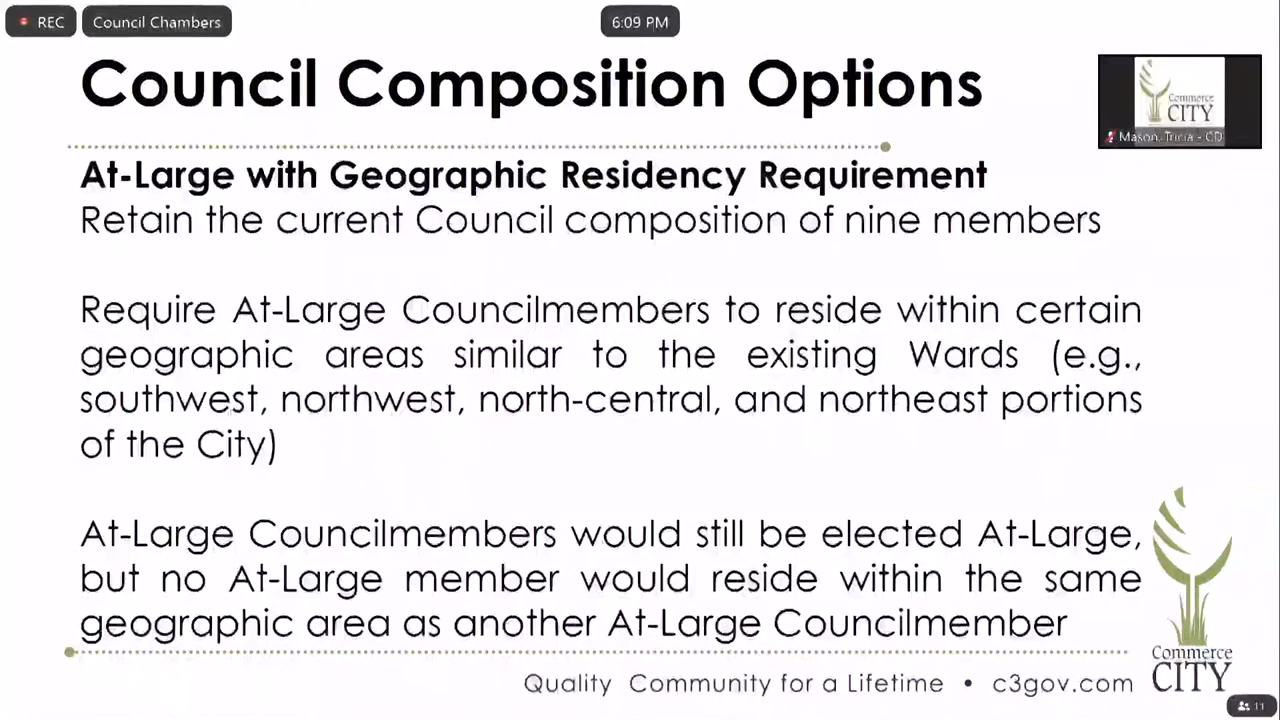 REC
Council Chambers
6:09 PM
Council Composition Options
Commerce
CITY
Mason, Tricia - CD
At-Large with Geographic Residency Requirement
Retain the current Council composition of nine members
Require At-Large Councilmembers to reside within certain
geographic areas similar to the existing Wards (e.g.,
southwest, northwest, north-central, and northeast portions
of the City)
At-Large Councilmembers would still be elected At-Large,
but no At-Large member would reside within the same
geographic area as another At-Large Councilmember
Commerce
CITY
Quality Community for a Lifetime • c3gov.com
11